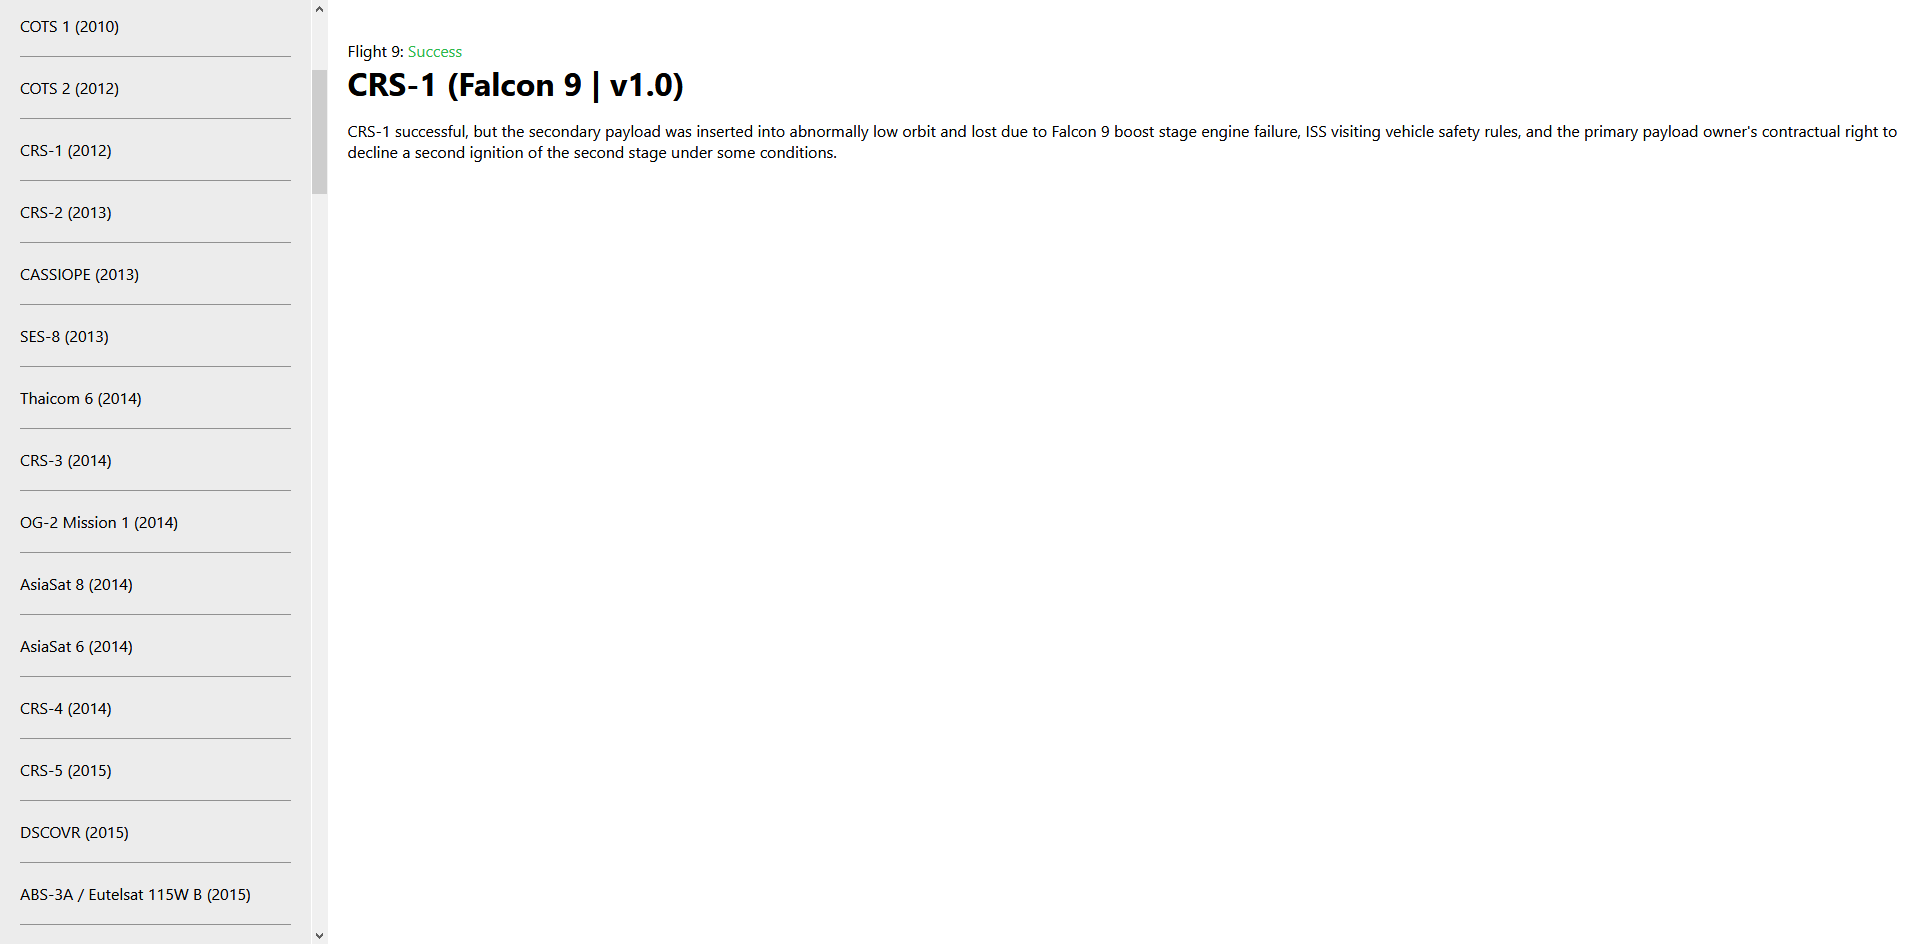 COTS 1 (2010)
COTS 2 (2012)
CRS-1 (2012)
CRS-2 (2013)
CASSIOPE (2013)
SES-8 (2013)
Thaicom 6 (2014)
CRS-3 (2014)
OG-2 Mission 1 (2014)
AsiaSat 8 (2014)
AsiaSat 6 (2014)
CRS-4 (2014)
CRS-5 (2015)
DSCOVR (2015)
ABS-3A / Eutelsat 115W B (2015)
Flight 9: Success
CRS-1 (Falcon 9 | v1.0)
CRS-1 successful, but the secondary payload was inserted into abnormally low orbit and lost due to Falcon 9 boost stage engine failure, ISS visiting vehicle safety rules, and the primary payload owner's contractual right to
decline a second ignition of the second stage under some conditions.